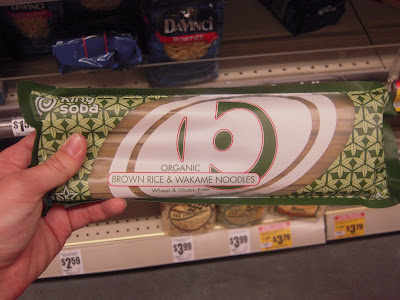 DAVINCI
King
soba
ORGANIC
BROWN RICE & WAKAME NOODLES
Wheat & Gluten Free
$2.59
$3.99
$3.99
$3.79
$3.79